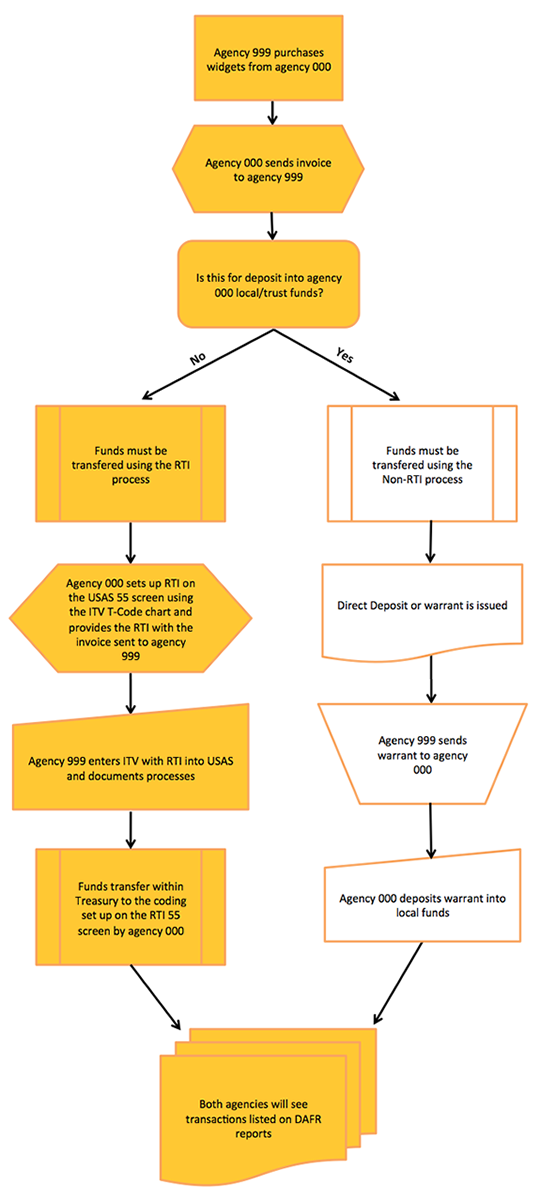 Agency 999 purchases
widgets from agency 000
Agency 000 sends invoice
to agency 999
Is this for deposit into agency
000 local/trust funds?
No
Yes
Funds must be
transfered using the RTI
process
Funds must be
transfered using the
Non-RTI process
Agency 000 sets up RTI on
the USAS 55 screen using
the ITV T-Code chart and
provides the RTI with the
invoice sent to agency
999
Direct Deposit or warrant is issued
Agency 999 enters ITV with RTI into USAS
and documents processes
Agency 999 sends
warrant to agency
000
Funds transfer within
Treasury to the coding
set up on the RTI 55
screen by agency 000
Agency 000 deposits warrant into
local funds
Both agencies will see
transactions listed on DAFR
reports